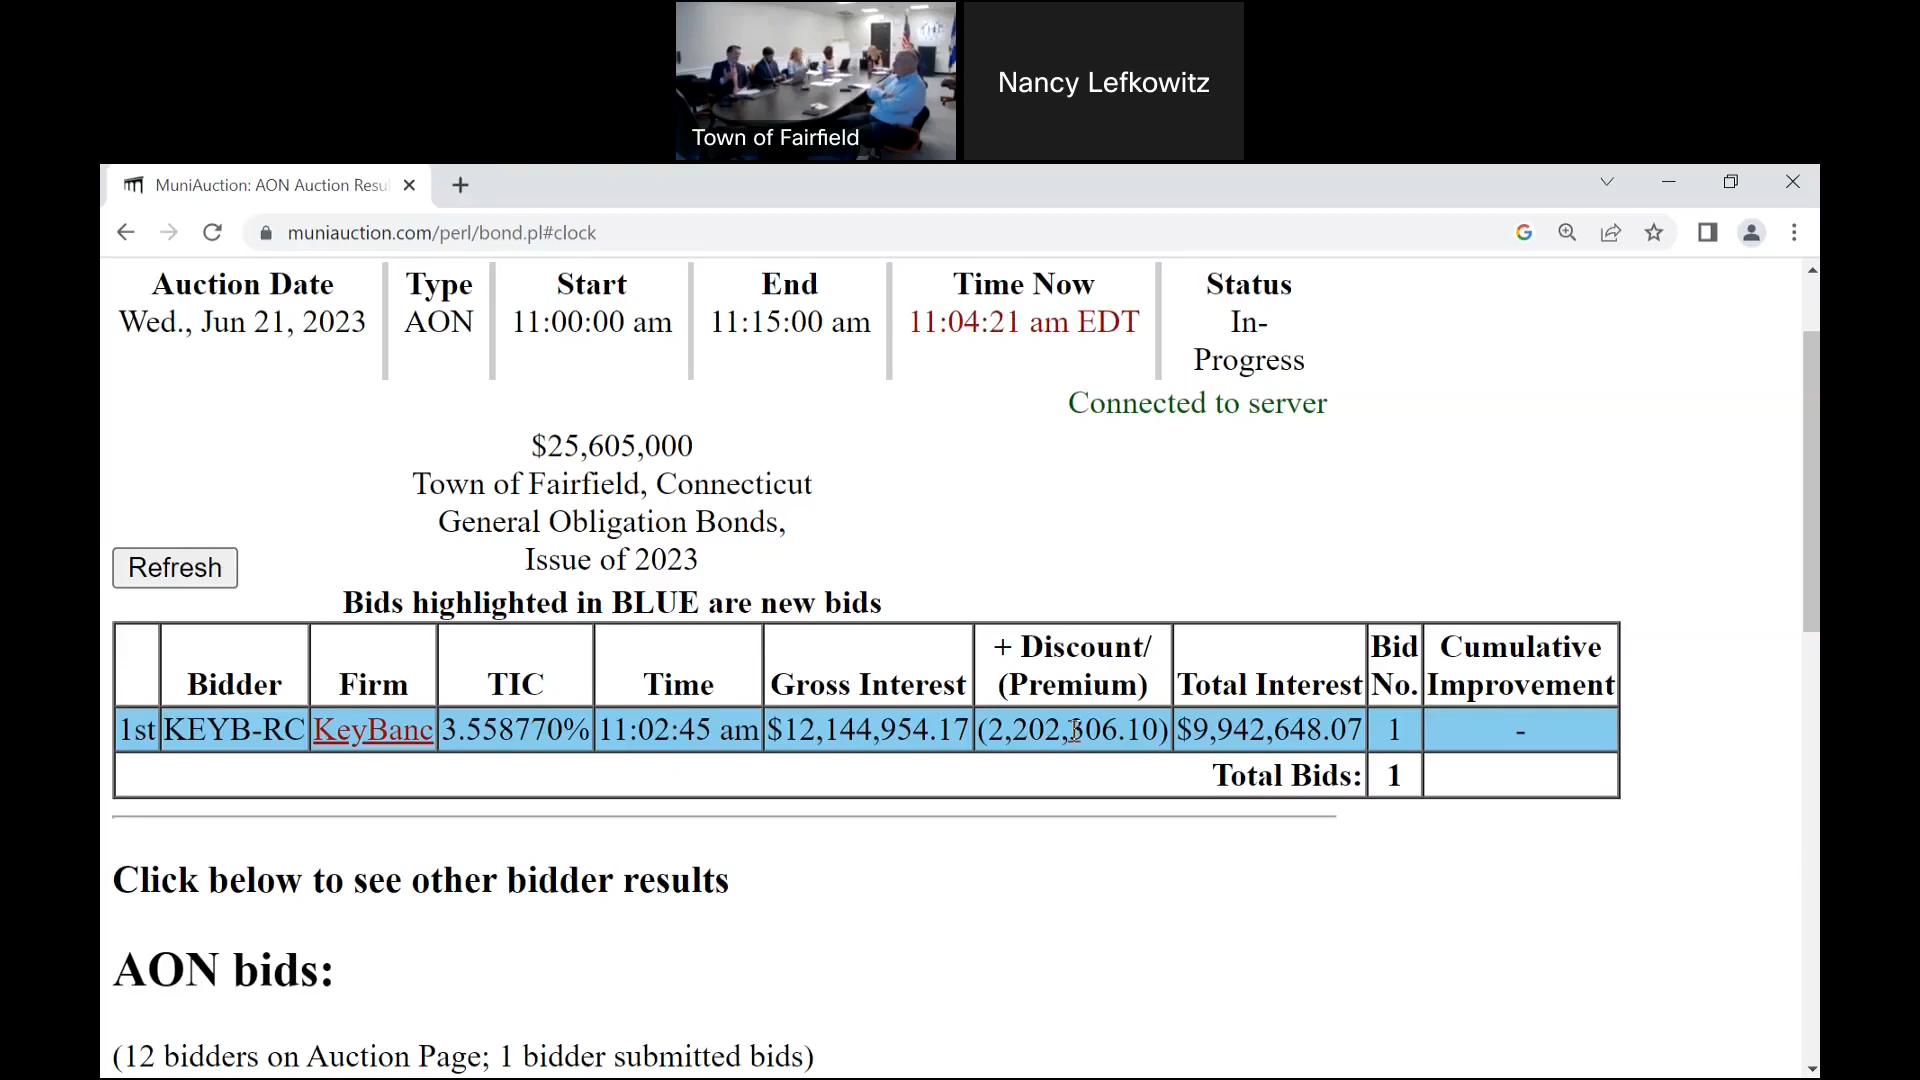 Town of Fairfield
Nancy Lefkowitz
MuniAuction: AON Auction Resul
muniauction.com/perl/bond.pl#clock
Auction Date Type Start End Time Now Status
Wed., Jun 21, 2023 AON 11:00:00 am 11:15:00 am 11:04:21 am EDT In-
Progress
Connected to server
$25,605,000
Town of Fairfield, Connecticut
General Obligation Bonds,
Issue of 2023
Refresh
Bids highlighted in BLUE are new bids
+ Discount/ Bid Cumulative
Bidder Firm TIC Time Gross Interest (Premium) Total Interest No. Improvement
1st KEYB-RC KeyBanc 3.558770% 11:02:45 am $12,144,954.17 (2,202,306.10) $9,942,648.07 1 -
Total Bids: 1
Click below to see other bidder results
AON bids:
(12 bidders on Auction Page; 1 bidder submitted bids)